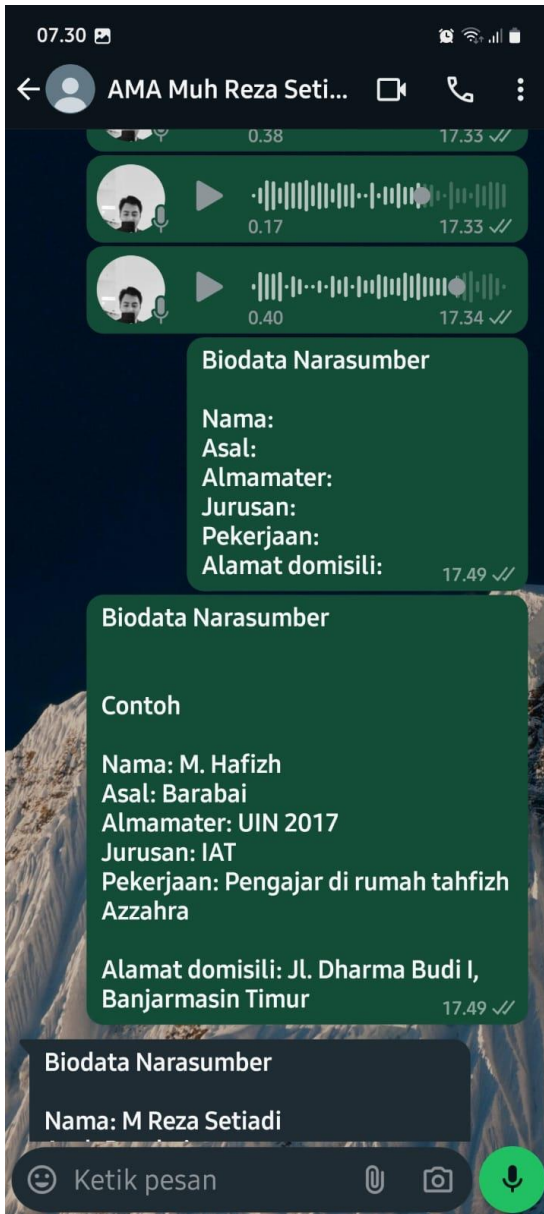 07.30
AMA Muh Reza Seti...
0.38 17.33
0.17 17.33
0.40 17.34
Biodata Narasumber
Nama:
Asal:
Almamater:
Jurusan:
Pekerjaan:
Alamat domisili:
17.49
Biodata Narasumber
Contoh
Nama: M. Hafizh
Asal: Barabai
Almamater: UIN 2017
Jurusan: IAT
Pekerjaan: Pengajar di rumah tahfizh
Azzahra
Alamat domisili: Jl. Dharma Budi I,
Banjarmasin Timur
17.49
Biodata Narasumber
Nama: M Reza Setiadi
Ketik pesan